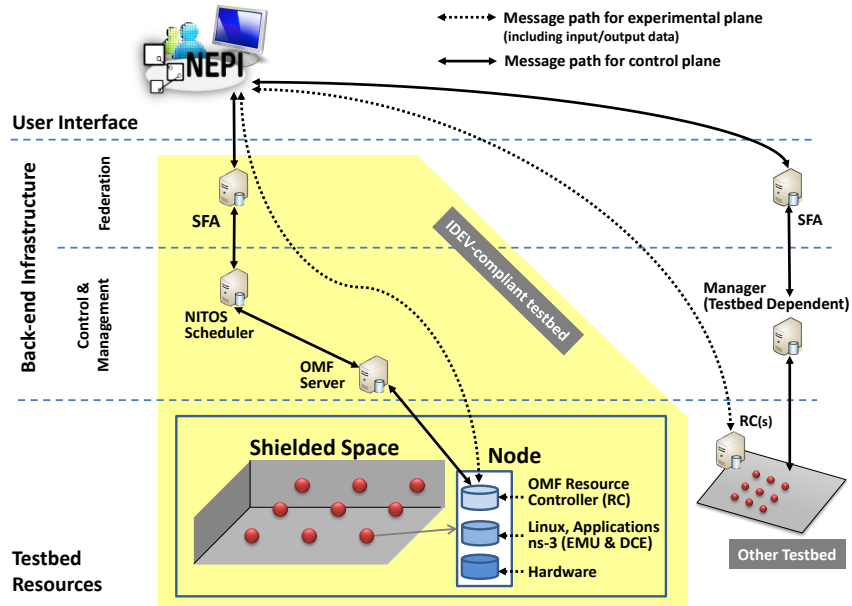 Message path for experimental plane
(including input/output data)
Message path for control plane
NEPI
User Interface
Back-end Infrastructure
Federation
SFA
SFA
IDEV-compliant testbed
Control &
Management
NITOS
Scheduler
Manager
(Testbed Dependent)
OMF
Server
RC(s)
Shielded Space
Node
OMF Resource
Controller (RC)
Linux, Applications
ns-3 (EMU & DCE)
Hardware
Other Testbed
Testbed
Resources